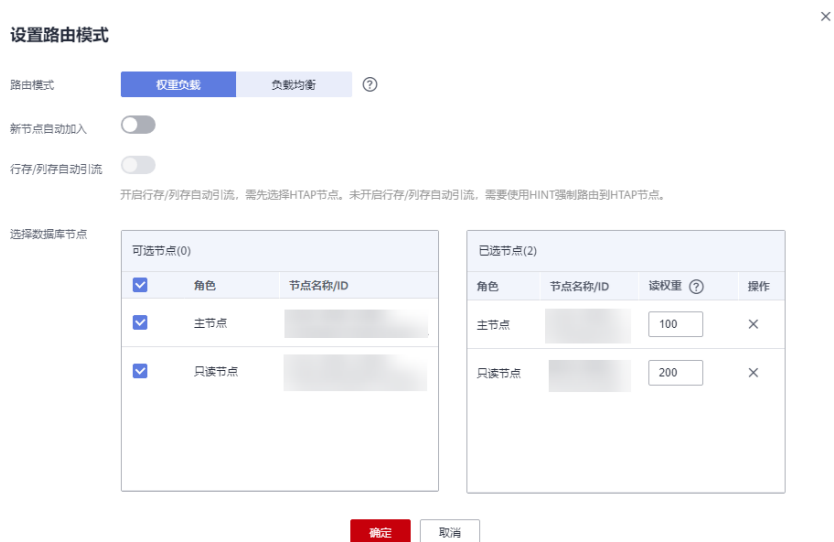 设置路由模式
路由模式 权重负载 负载均衡
新节点自动加入
行存/列存自动引流
开启行存/列存自动引流，需先选择HTAP节点。未开启行存/列存自动引流，需要使用HINT强制路由到HTAP节点。
选择数据库节点
可选节点(0)
角色 节点名称/ID
主节点
只读节点
已选节点(2)
角色 节点名称/ID 读权重 操作
主节点 100
只读节点 200
确定 取消